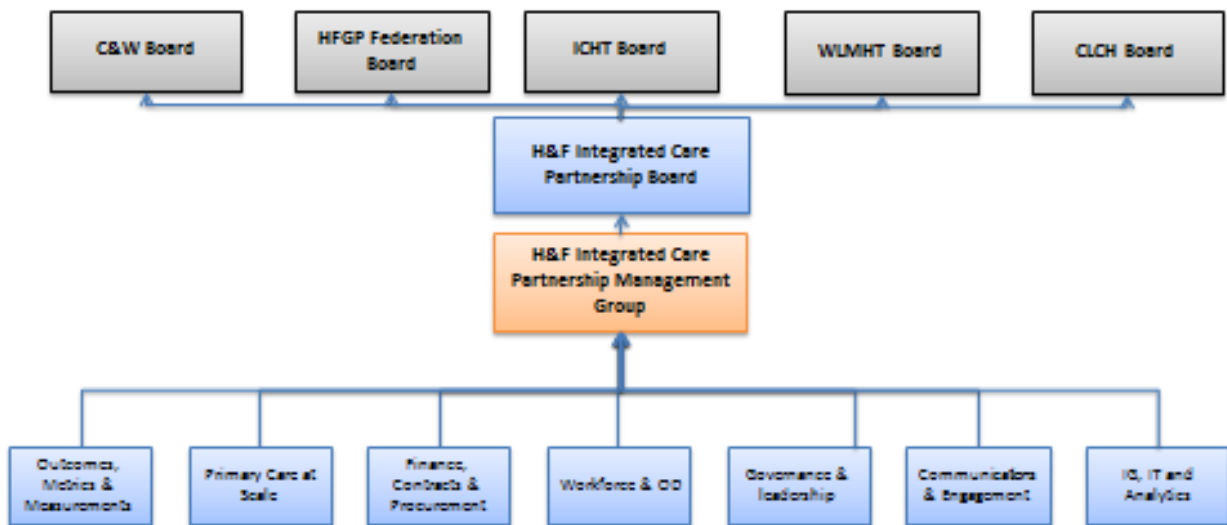 C&W Board
HFGP Federation
Board
ICHT Board
WLMHT Board
CLCH Board
H&F Integrated Care
Partnership Board
H&F Integrated Care
Partnership Management
Group
Outcomes,
Metrics &
Measurements
Primary Care at
Scale
Finance,
Contracts &
Procurement
Workforce & OD
Governance &
leadership
Communicators
& Engagement
IG, IT and
Analytics